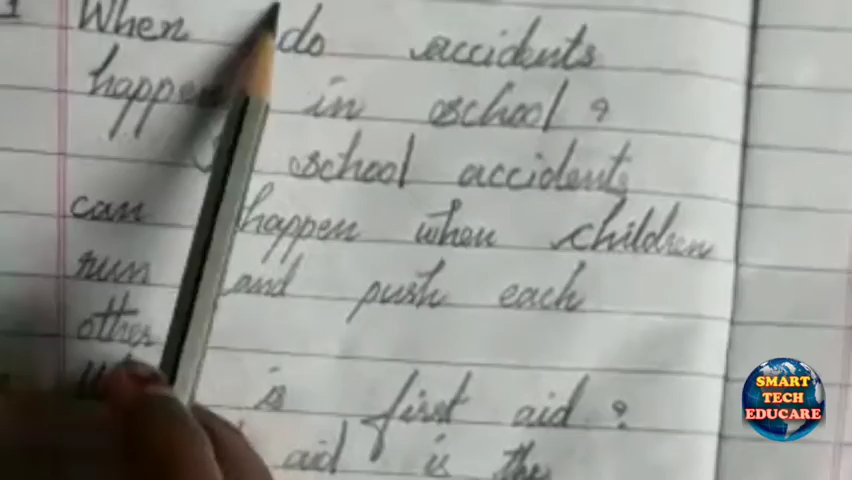 When do accidents
happen in school?
school accidents
can happen when children
run and push each
other
is first aid ?
aid is the
SMART
TECH
EDUCARE